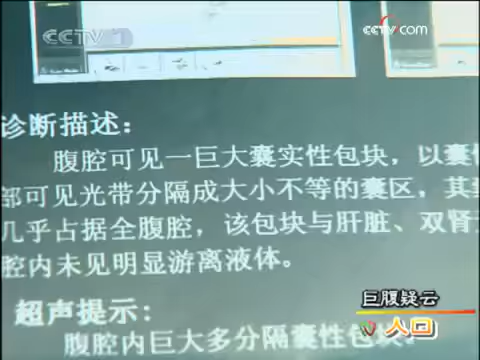 CCTV 1
CCTV.com
诊断描述：
腹腔可见一巨大囊实性包块，以囊
部可见光带分隔成大小不等的囊区，其
几乎占据全腹腔，该包块与肝脏、双肾
腔内未见明显游离液体。
超声提示：
腹腔内巨大多分隔囊性包块
巨腹疑云
人口